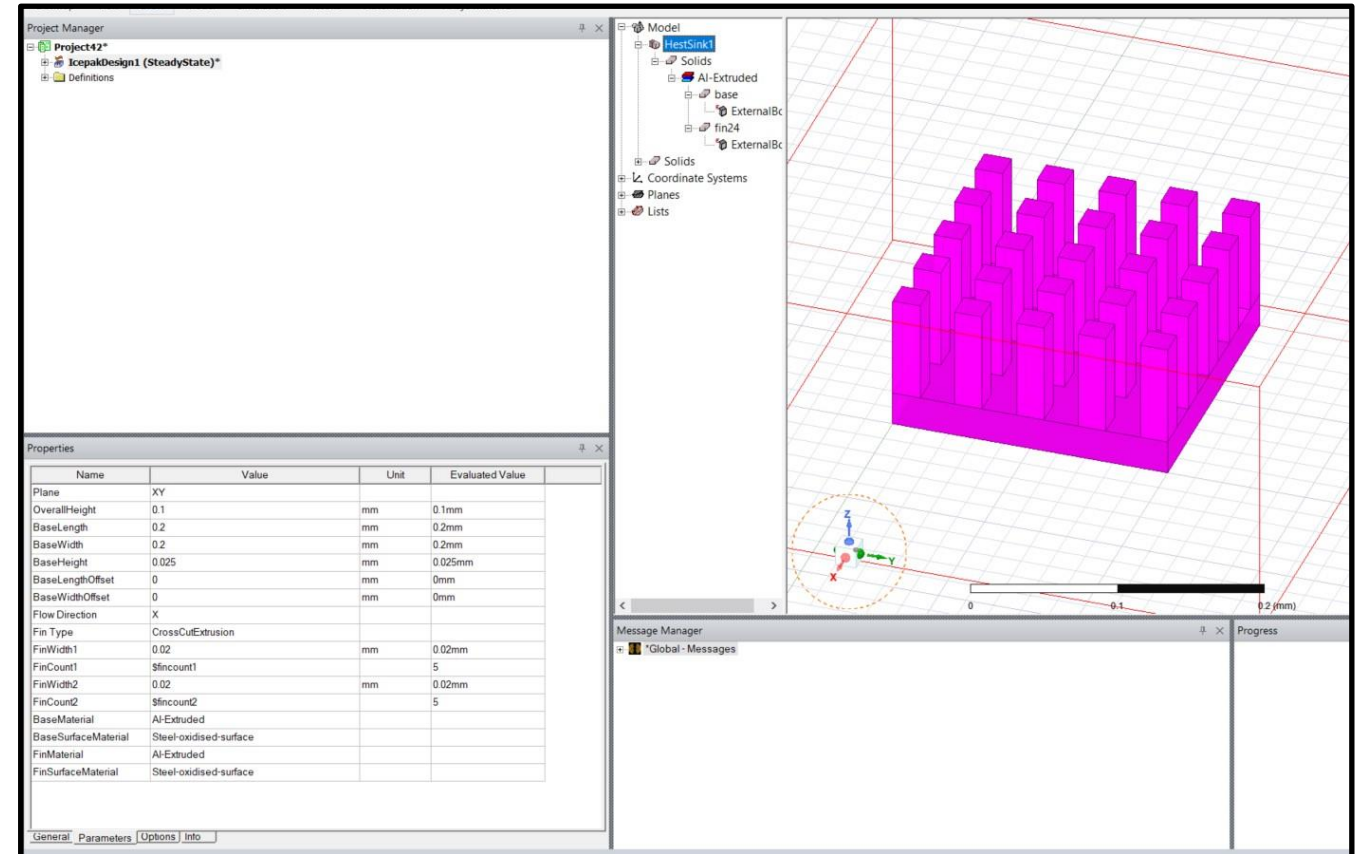 Project Manager
Project42*
IcepakDesign1 (SteadyState)*
Definitions
Model
HestSink1
Solids
Al-Extruded
base
ExternalBc
fin24
ExternalBc
Solids
Coordinate Systems
Planes
Lists
Z
Y
X
0 0.1 0.2 (mm)
Properties
Name Value Unit Evaluated Value
Plane XY
OverallHeight 0.1 mm 0.1mm
BaseLength 0.2 mm 0.2mm
BaseWidth 0.2 mm 0.2mm
BaseHeight 0.025 mm 0.025mm
BaseLengthOffset 0 mm 0mm
BaseWidthOffset 0 mm 0mm
Flow Direction X
Fin Type CrossCutExtrusion
FinWidth1 0.02 mm 0.02mm
FinCount1 $fincount1 5
FinWidth2 0.02 mm 0.02mm
FinCount2 $fincount2 5
BaseMaterial Al-Extruded
BaseSurfaceMaterial Steel-oxidised-surface
FinMaterial Al-Extruded
FinSurfaceMaterial Steel-oxidised-surface
General Parameters Options Info
Message Manager
*Global - Messages
Progress